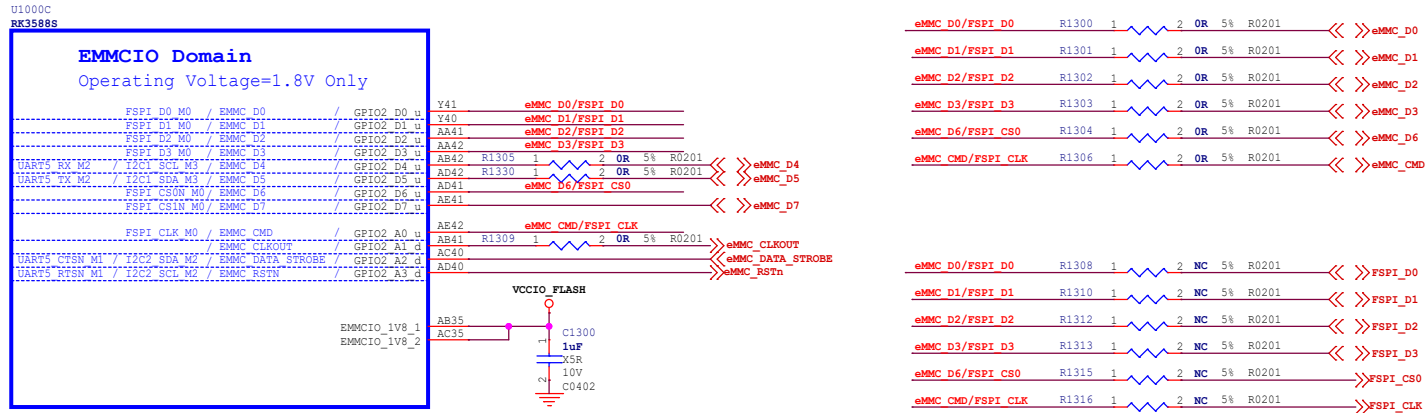 U1000C
RK3588S
EMMCIO Domain
Operating Voltage=1.8V Only
FSPI_D0_M0 / EMMC_D0 / GPIO2_D0_u Y41 eMMC_D0/FSPI_D0
FSPI_D1_M0 / EMMC_D1 / GPIO2_D1_u Y40 eMMC_D1/FSPI_D1
FSPI_D2_M0 / EMMC_D2 / GPIO2_D2_u AA41 eMMC_D2/FSPI_D2
FSPI_D3_M0 / EMMC_D3 / GPIO2_D3_u AA42 eMMC_D3/FSPI_D3
UART5_RX_M2 / I2C1_SCL_M3 / EMMC_D4 / GPIO2_D4_u AB42 R1305 1 2 0R 5% R0201 eMMC_D4
UART5_TX_M2 / I2C1_SDA_M3 / EMMC_D5 / GPIO2_D5_u AD42 R1330 1 2 0R 5% R0201 eMMC_D5
FSPI_CS0N_M0/ EMMC_D6 / GPIO2_D6_u AD41 eMMC_D6/FSPI_CS0
FSPI_CS1N_M0/ EMMC_D7 / GPIO2_D7_u AE41 eMMC_D7
FSPI_CLK_M0 / EMMC_CMD / GPIO2_A0_u AE42 eMMC_CMD/FSPI_CLK
/ EMMC_CLKOUT / GPIO2_A1_d AB41 R1309 1 2 0R 5% R0201 eMMC_CLKOUT
UART5_CTSN_M1 / I2C2_SDA_M2 / EMMC_DATA_STROBE / GPIO2_A2_d AC40 eMMC_DATA_STROBE
UART5_RTSN_M1 / I2C2_SCL_M2 / EMMC_RSTN / GPIO2_A3_d AD40 eMMC_RSTn
VCCIO_FLASH
EMMCIO_1V8_1 AB35
EMMCIO_1V8_2 AC35
1 C1300
1uF
X5R
10V
2 C0402
eMMC_D0/FSPI_D0 R1300 1 2 0R 5% R0201 eMMC_D0
eMMC_D1/FSPI_D1 R1301 1 2 0R 5% R0201 eMMC_D1
eMMC_D2/FSPI_D2 R1302 1 2 0R 5% R0201 eMMC_D2
eMMC_D3/FSPI_D3 R1303 1 2 0R 5% R0201 eMMC_D3
eMMC_D6/FSPI_CS0 R1304 1 2 0R 5% R0201 eMMC_D6
eMMC_CMD/FSPI_CLK R1306 1 2 0R 5% R0201 eMMC_CMD
eMMC_D0/FSPI_D0 R1308 1 2 NC 5% R0201 FSPI_D0
eMMC_D1/FSPI_D1 R1310 1 2 NC 5% R0201 FSPI_D1
eMMC_D2/FSPI_D2 R1312 1 2 NC 5% R0201 FSPI_D2
eMMC_D3/FSPI_D3 R1313 1 2 NC 5% R0201 FSPI_D3
eMMC_D6/FSPI_CS0 R1315 1 2 NC 5% R0201 FSPI_CS0
eMMC_CMD/FSPI_CLK R1316 1 2 NC 5% R0201 FSPI_CLK